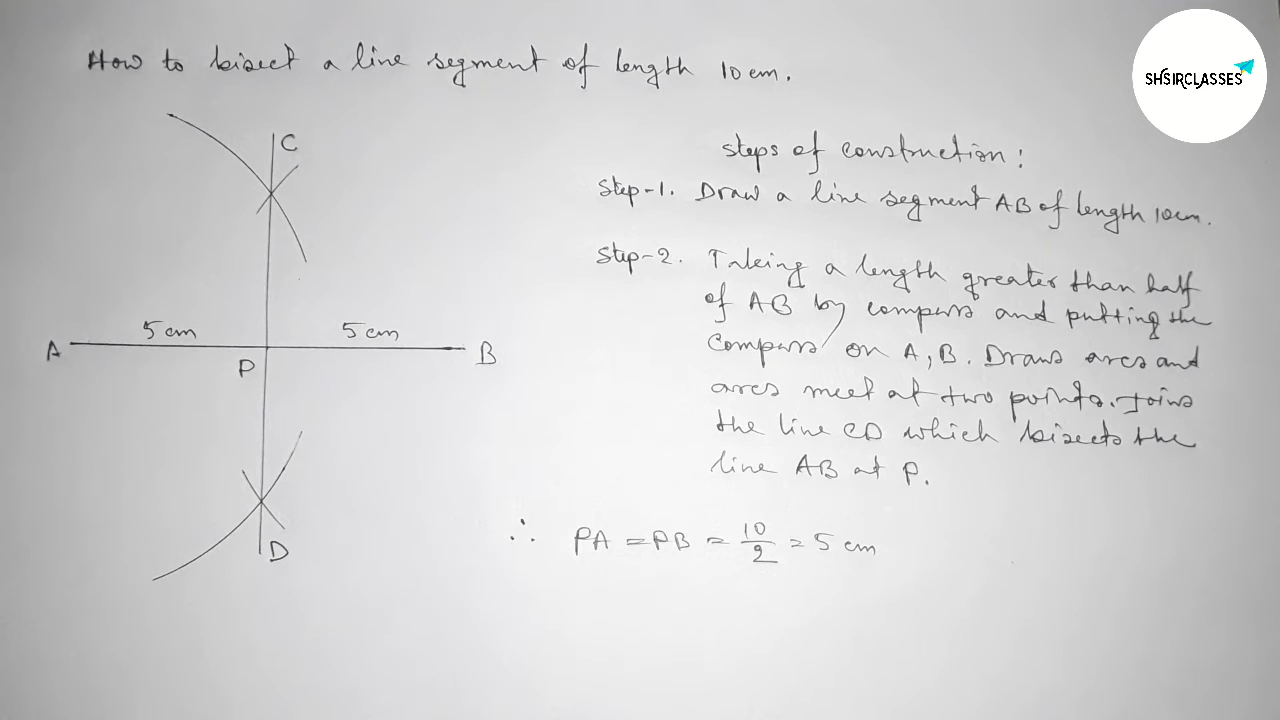 How to bisect a line segment of length 10 cm.
SHSIRCLASSES
C
steps of construction:
Step-1. Draw a line segment AB of length 10cm.
Step-2. Taking a length greater than half
of AB by compass and putting the
compass on A, B. Draws arcs and
arcs meet at two points. Joins
the line CD which bisects the
line AB at P.
5 cm 5 cm
A P B
D
∴ PA = PB = 10/2 = 5 cm